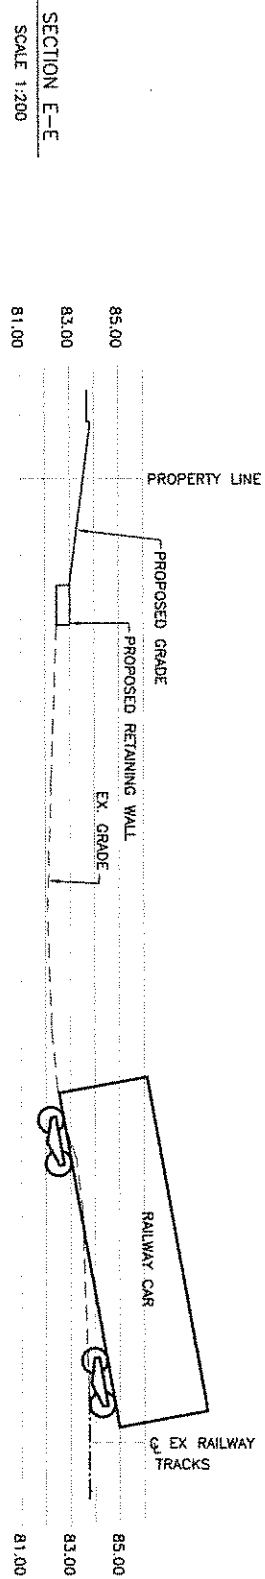 85.00
83.00
81.00
PROPERTY LINE
PROPOSED GRADE
PROPOSED RETAINING WALL
EX. GRADE
RAILWAY CAR
℄ EX RAILWAY
TRACKS
85.00
83.00
81.00
SECTION E-E
SCALE 1:200